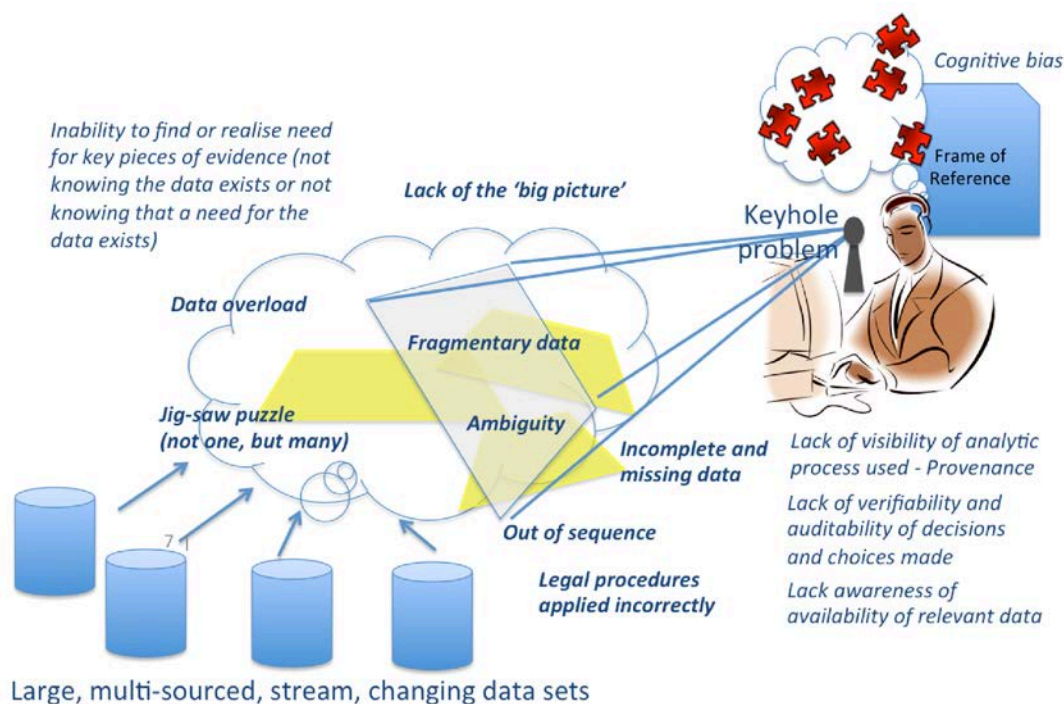 Cognitive bias
Inability to find or realise need
for key pieces of evidence (not
knowing the data exists or not
knowing that a need for the
data exists)
Frame of
Reference
Lack of the ‘big picture’
Keyhole
problem
Data overload
Fragmentary data
Jig-saw puzzle
(not one, but many)
Ambiguity
Incomplete and
missing data
Out of sequence
Legal procedures
applied incorrectly
Lack of visibility of analytic
process used - Provenance
Lack of verifiability and
auditability of decisions
and choices made
Lack awareness of
availability of relevant data
7
Large, multi-sourced, stream, changing data sets